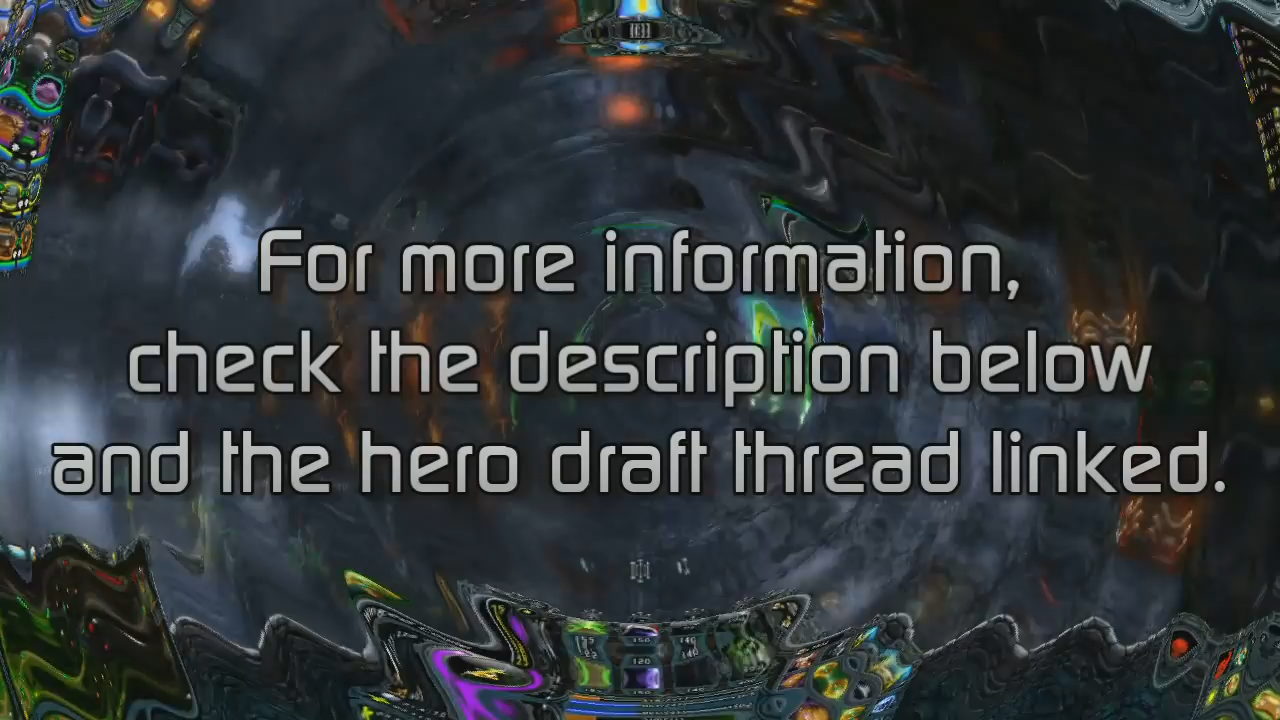 For more information,
check the description below
and the hero draft thread linked.